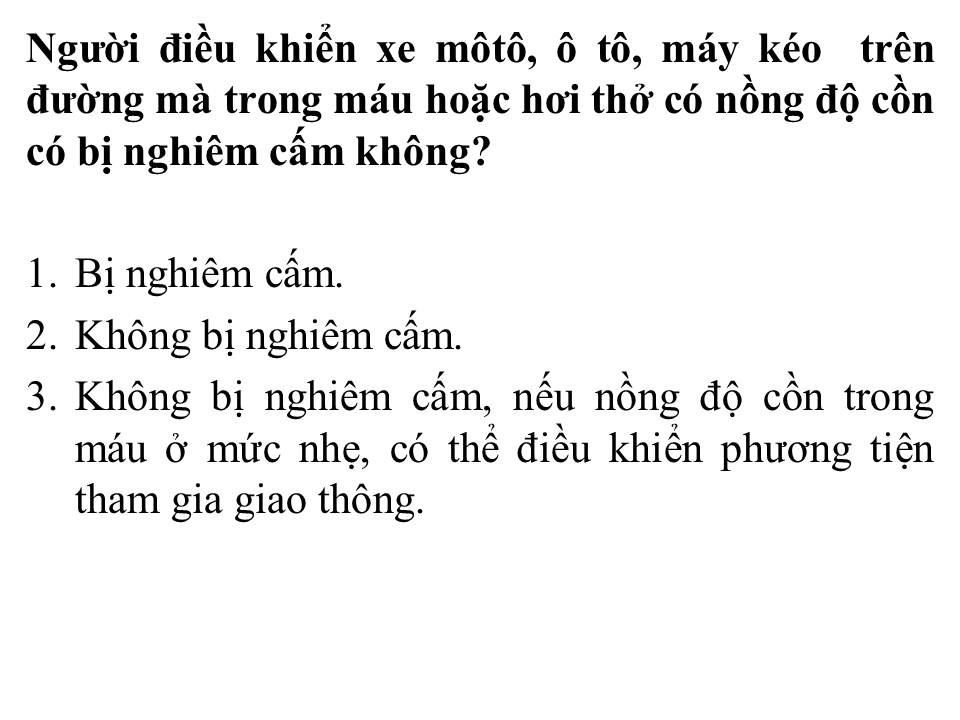 Người điều khiển xe môtô, ô tô, máy kéo trên
đường mà trong máu hoặc hơi thở có nồng độ cồn
có bị nghiêm cấm không?
1. Bị nghiêm cấm.
2. Không bị nghiêm cấm.
3. Không bị nghiêm cấm, nếu nồng độ cồn trong
máu ở mức nhẹ, có thể điều khiển phương tiện
tham gia giao thông.